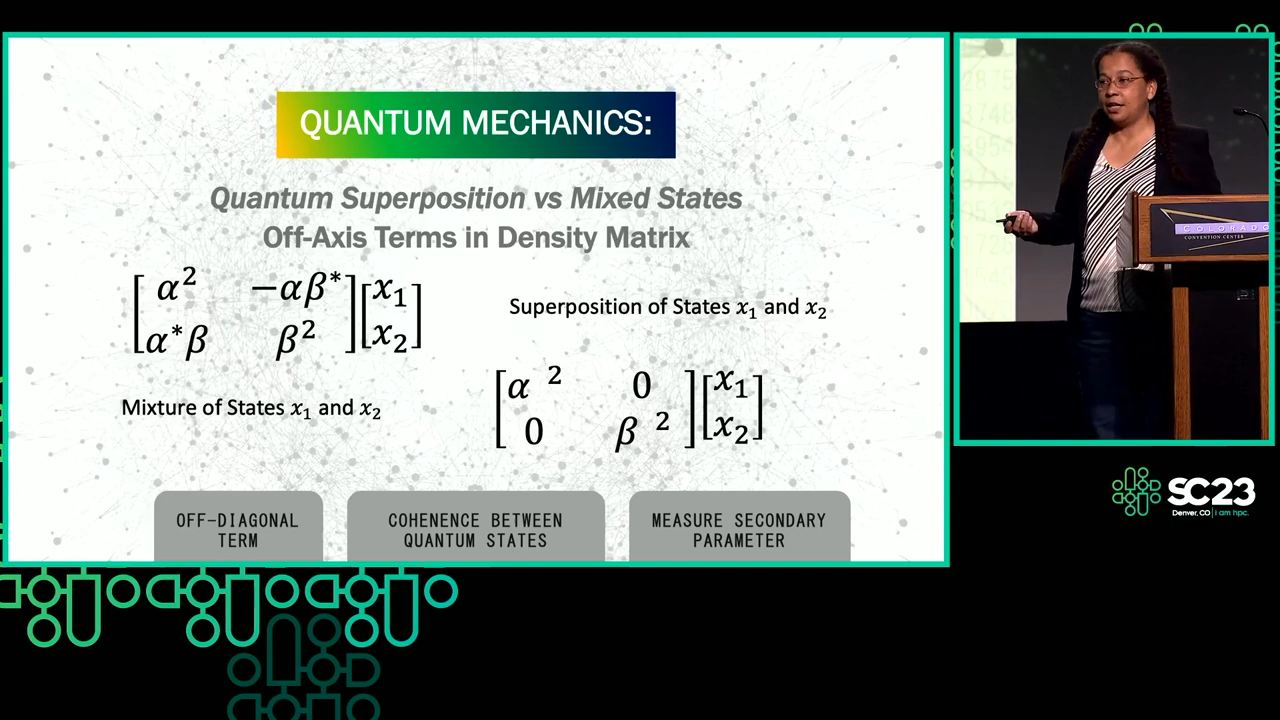 QUANTUM MECHANICS:
Quantum Superposition vs Mixed States
Off-Axis Terms in Density Matrix
[α² −αβ*] [x₁]
[α*β β²] [x₂]
Superposition of States x₁ and x₂
Mixture of States x₁ and x₂
[α ² 0] [x₁]
[0 β ²] [x₂]
OFF-DIAGONAL
TERM
COHENENCE BETWEEN
QUANTUM STATES
MEASURE SECONDARY
PARAMETER
COLORADO
CONVENTION CENTER
SC23
Denver, CO | i am hpc.